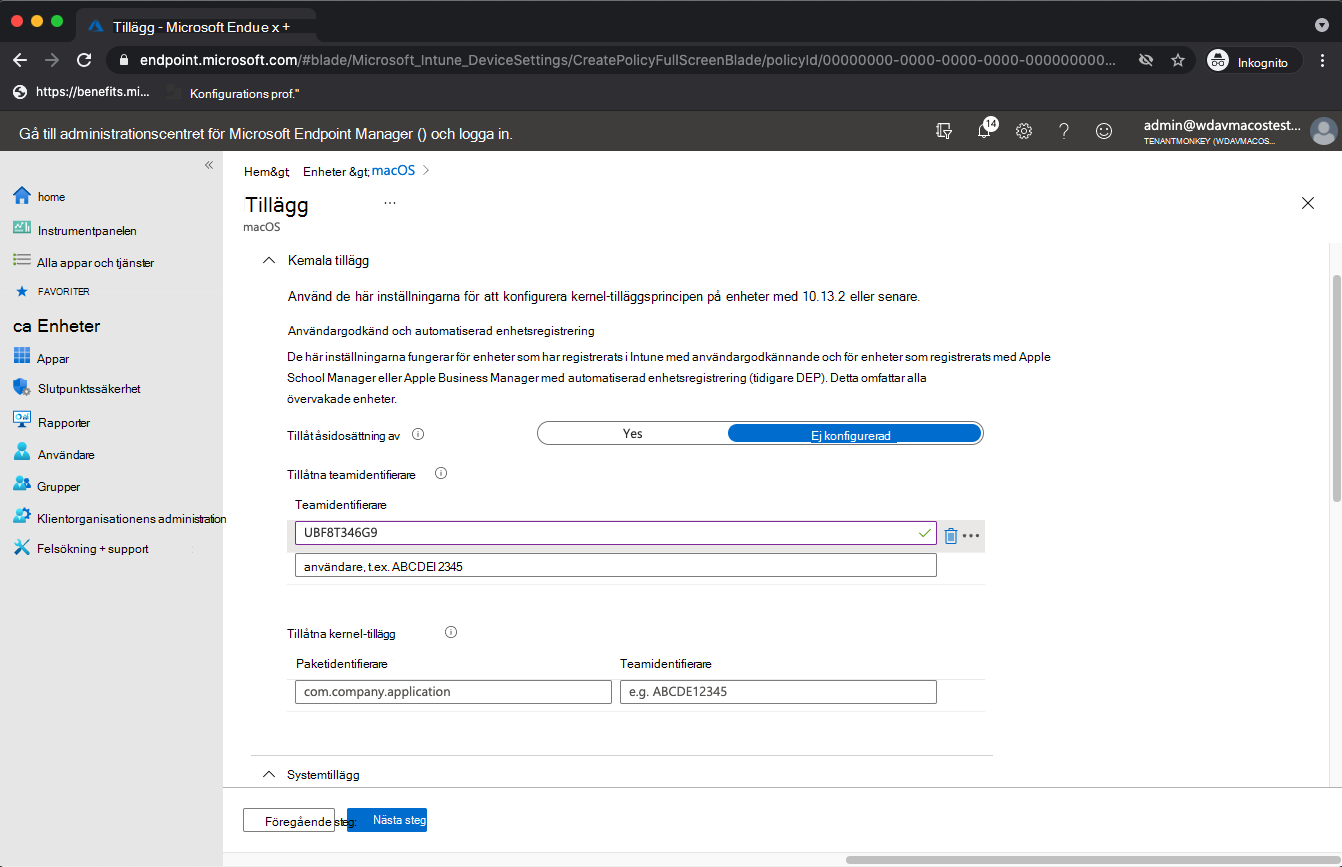 Tillägg - Microsoft Endue x +
endpoint.microsoft.com/#blade/Microsoft_Intune_DeviceSettings/CreatePolicyFullScreenBlade/policyId/00000000-0000-0000-0000-000000000...
Inkognito
https://benefits.mi...
Konfigurations prof."
Gå till administrationscentret för Microsoft Endpoint Manager () och logga in.
14
admin@wdavmacostest...
TENANTMONKEY (WDAVMACOS...
«
Hem&gt; Enheter &gt; macOS >
home
Tillägg ...
macOS
Instrumentpanelen
Alla appar och tjänster
FAVORITER
ca Enheter
Appar
Slutpunktssäkerhet
Rapporter
Användare
Grupper
Klientorganisationens administration
Felsökning + support
Kemala tillägg
Använd de här inställningarna för att konfigurera kernel-tilläggsprincipen på enheter med 10.13.2 eller senare.
Användargodkänd och automatiserad enhetsregistrering
De här inställningarna fungerar för enheter som har registrerats i Intune med användargodkännande och för enheter som registrerats med Apple
School Manager eller Apple Business Manager med automatiserad enhetsregistrering (tidigare DEP). Detta omfattar alla
övervakade enheter.
Tillåt åsidosättning av
Yes
Ej konfigurerad
Tillåtna teamidentifierare
Teamidentifierare
UBF8T346G9
användare, t.ex. ABCDEI 2345
Tillåtna kernel-tillägg
Paketidentifierare
Teamidentifierare
com.company.application
e.g. ABCDE12345
Systemtillägg
Föregående steg:
Nästa steg